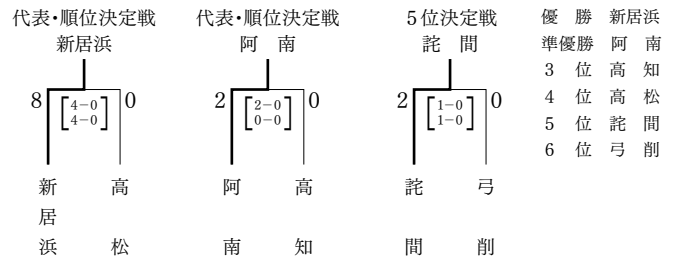 代表・順位決定戦
新居浜
8 [4-0 4-0] 0
新居浜 高松
代表・順位決定戦
阿南
2 [2-0 0-0] 0
阿南 高知
5位決定戦
詫間
2 [1-0 1-0] 0
詫間 弓削
優勝 新居浜
準優勝 阿南
3位 高知
4位 高松
5位 詫間
6位 弓削